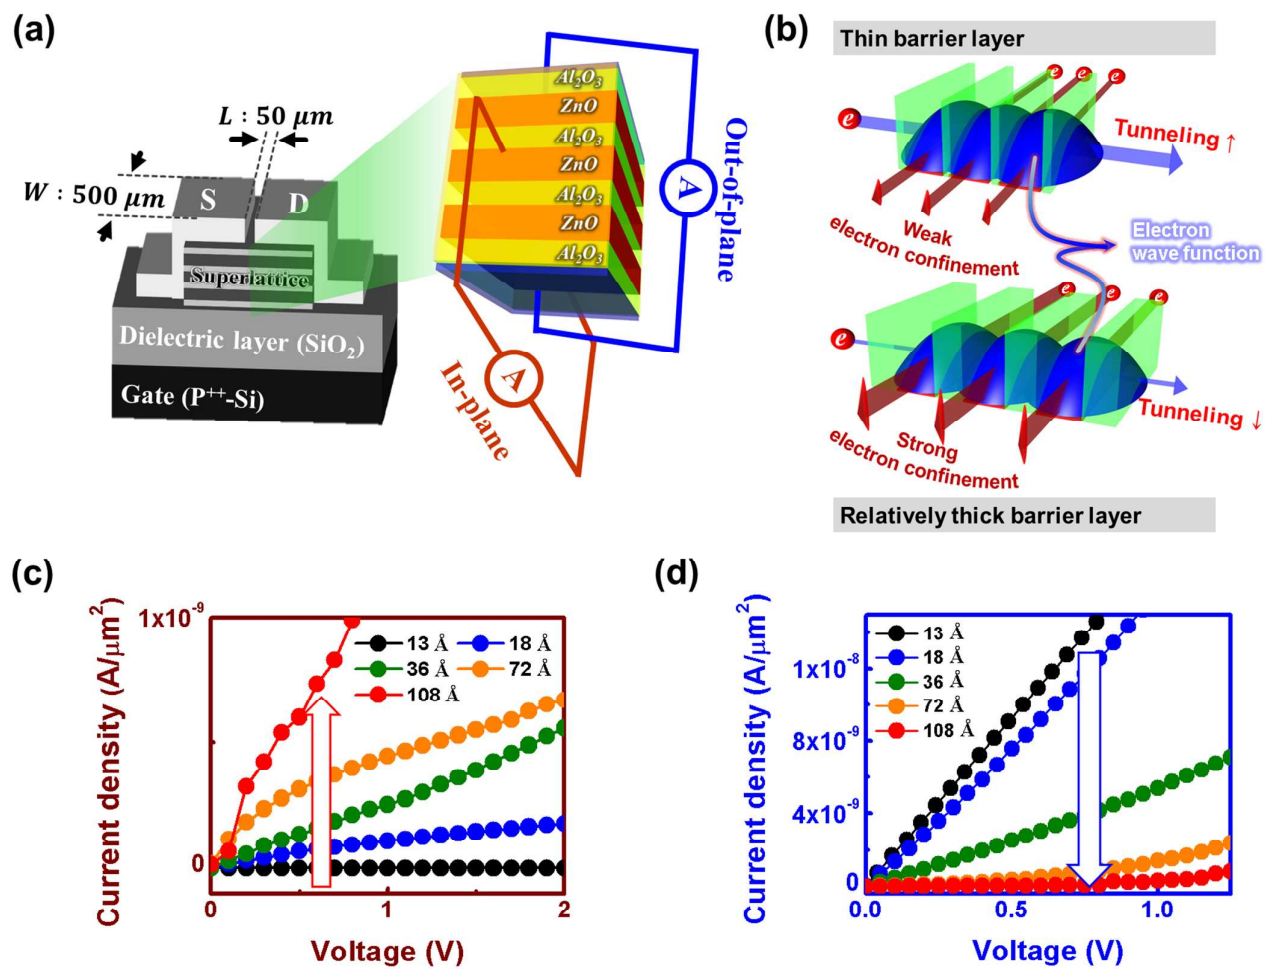 (a)
L : 50 μm
W : 500 μm
S
D
Superlattice
Dielectric layer (SiO₂)
Gate (P⁺⁺-Si)
Al₂O₃
ZnO
Al₂O₃
ZnO
Al₂O₃
ZnO
Al₂O₃
A
Out-of-plane
A
In-plane
(b)
Thin barrier layer
e e e
e
Tunneling ↑
Weak
electron confinement
Electron
wave function
e e e
e
Tunneling ↓
Strong
electron confinement
Relatively thick barrier layer
(c)
Current density (A/μm²)
1x10⁻⁹
0
13 Å 18 Å
36 Å 72 Å
108 Å
0 1 2
Voltage (V)
(d)
Current density (A/μm²)
1x10⁻⁸
8x10⁻⁹
4x10⁻⁹
0
13 Å
18 Å
36 Å
72 Å
108 Å
0.0 0.5 1.0
Voltage (V)